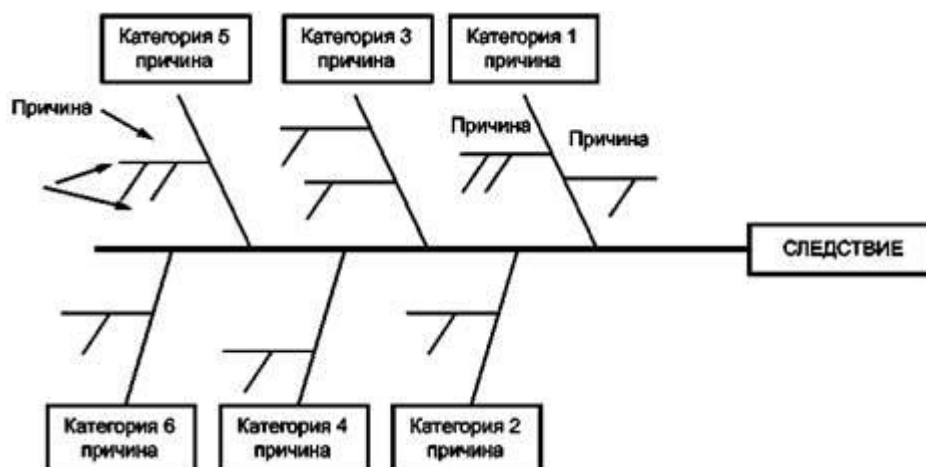 Категория 5
причина
Категория 3
причина
Категория 1
причина
Причина
Причина
Причина
СЛЕДСТВИЕ
Категория 6
причина
Категория 4
причина
Категория 2
причина